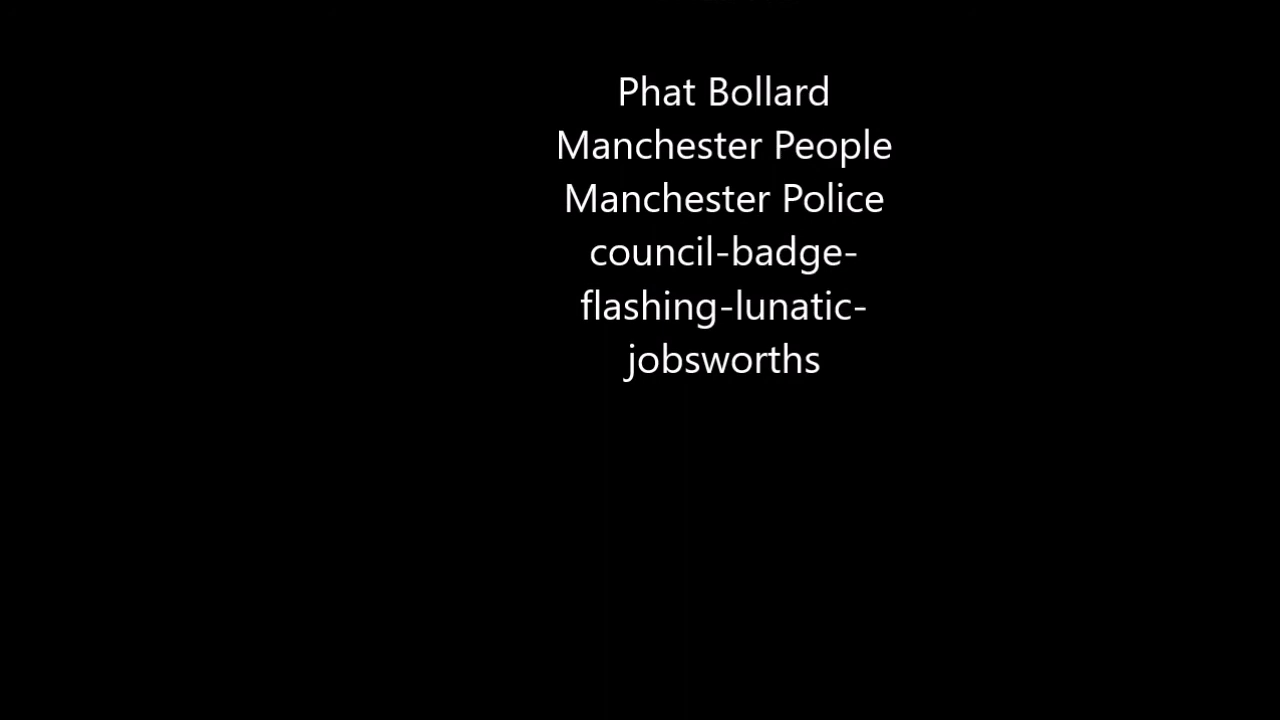 Phat Bollard
Manchester People
Manchester Police
council-badge-
flashing-lunatic-
jobsworths